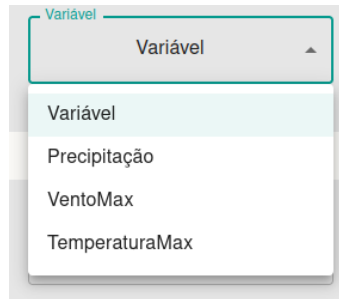 Variável
Variável
Variável
Precipitação
VentoMax
TemperaturaMax